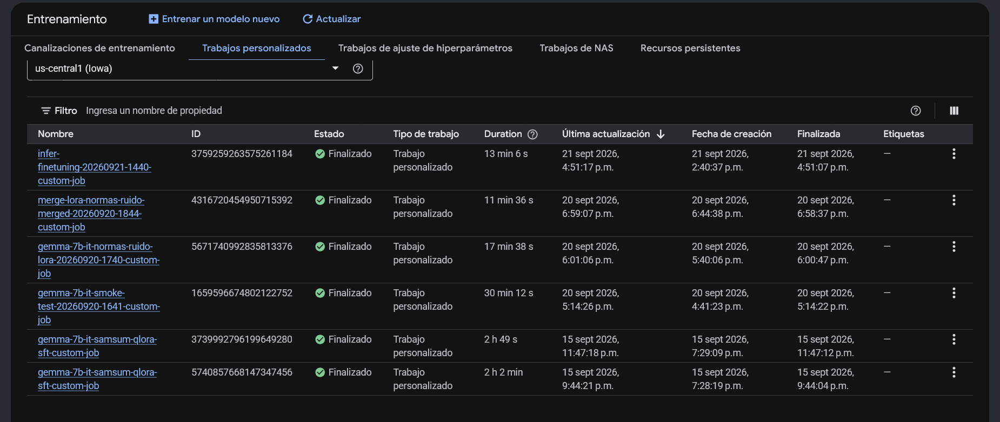 Entrenamiento
Entrenar un modelo nuevo
Actualizar
Canalizaciones de entrenamiento
Trabajos personalizados
Trabajos de ajuste de hiperparámetros
Trabajos de NAS
Recursos persistentes
us-central1 (Iowa)
Filtro Ingresa un nombre de propiedad
Nombre ID Estado Tipo de trabajo Duration Última actualización Fecha de creación Finalizada Etiquetas
infer- 3759259263575261184 Finalizado Trabajo 13 min 6 s 21 sept 2026, 21 sept 2026, 21 sept 2026, —
finetuning-20260921-1440- personalizado 4:51:17 p.m. 2:40:37 p.m. 4:51:07 p.m.
custom-job
merge-lora-normas-ruido- 4316720454950715392 Finalizado Trabajo 11 min 36 s 20 sept 2026, 20 sept 2026, 20 sept 2026, —
merged-20260920-1844- personalizado 6:59:07 p.m. 6:44:38 p.m. 6:58:37 p.m.
custom-job
gemma-7b-it-normas-ruido- 5671740992835813376 Finalizado Trabajo 17 min 38 s 20 sept 2026, 20 sept 2026, 20 sept 2026, —
lora-20260920-1740-custom- personalizado 6:01:06 p.m. 5:40:06 p.m. 6:00:47 p.m.
job
gemma-7b-it-smoke- 1659596674802122752 Finalizado Trabajo 30 min 12 s 20 sept 2026, 20 sept 2026, 20 sept 2026, —
test-20260920-1641-custom- personalizado 5:14:26 p.m. 4:41:23 p.m. 5:14:22 p.m.
job
gemma-7b-it-samsum-qlora- 3739992796199649280 Finalizado Trabajo 2 h 49 s 15 sept 2026, 15 sept 2026, 15 sept 2026, —
sft-custom-job personalizado 11:47:18 p.m. 7:29:09 p.m. 11:47:12 p.m.
gemma-7b-it-samsum-qlora- 5740857668147347456 Finalizado Trabajo 2 h 2 min 15 sept 2026, 15 sept 2026, 15 sept 2026, —
sft-custom-job personalizado 9:44:21 p.m. 7:28:19 p.m. 9:44:04 p.m.